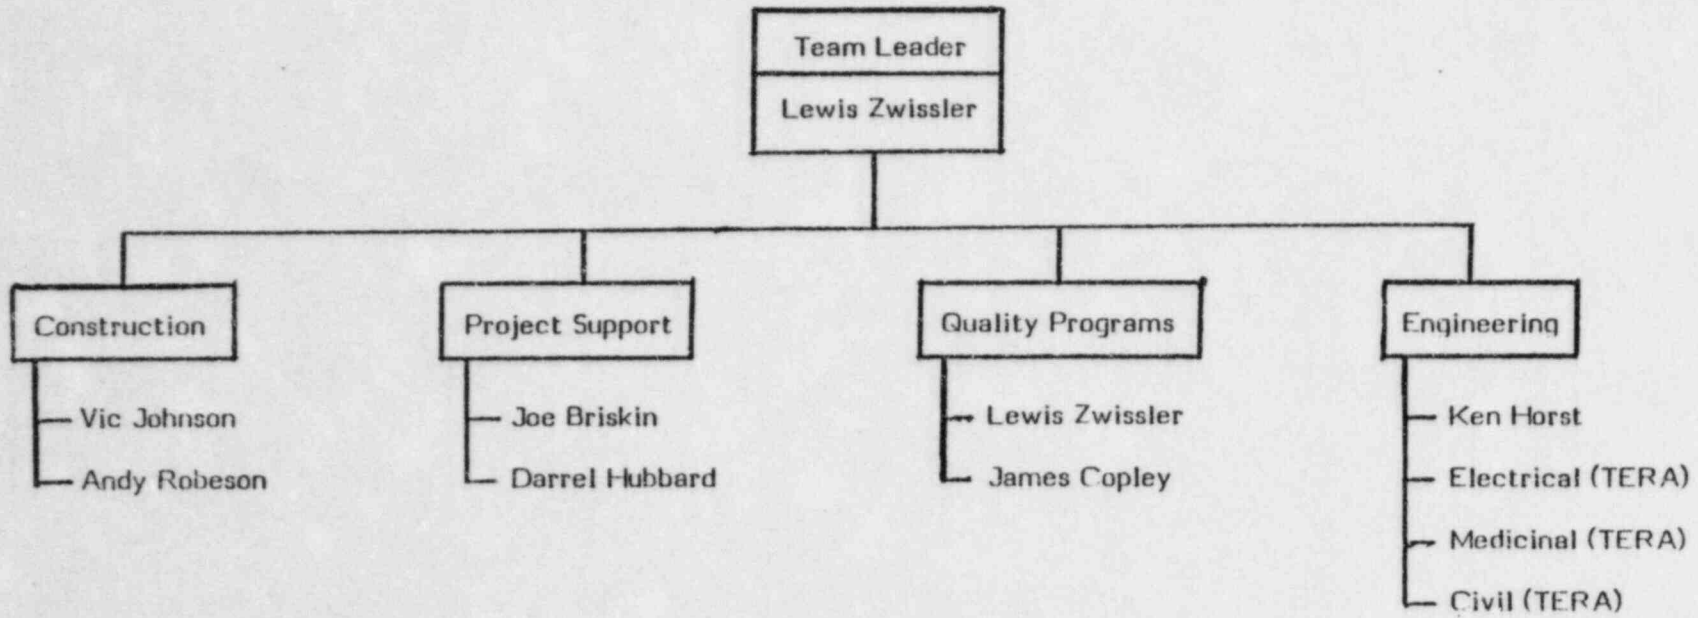 Team Leader
Lewis Zwissler
Construction
Vic Johnson
Andy Robeson
Project Support
Joe Briskin
Darrel Hubbard
Quality Programs
Lewis Zwissler
James Copley
Engineering
Ken Horst
Electrical (TERA)
Medicinal (TERA)
Civil (TERA)